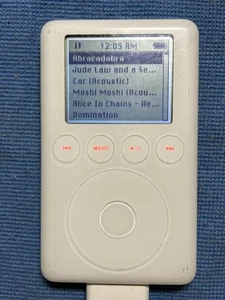 12:05 AM
Abracadabra
Jude Law and a Se...
Car (Acoustic)
Moshi Moshi (Acou...
Alice In Chains - He...
Domination
MENU